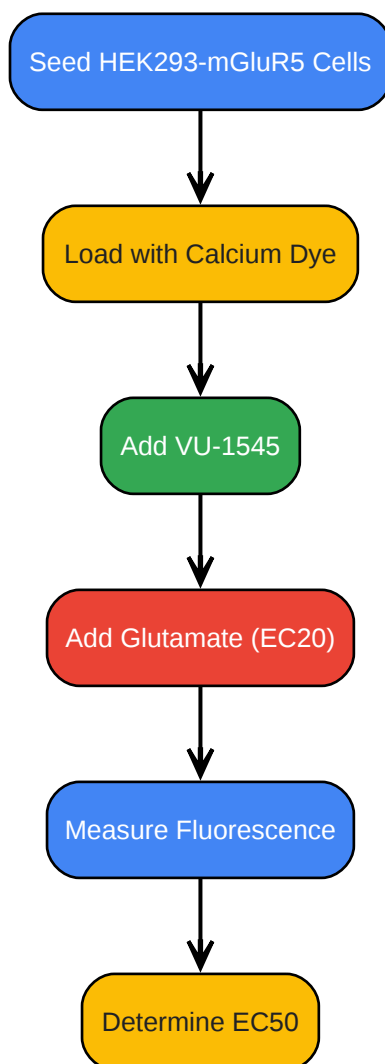 Seed HEK293-mGluR5 Cells
Load with Calcium Dye
Add VU-1545
Add Glutamate (EC20)
Measure Fluorescence
Determine EC50